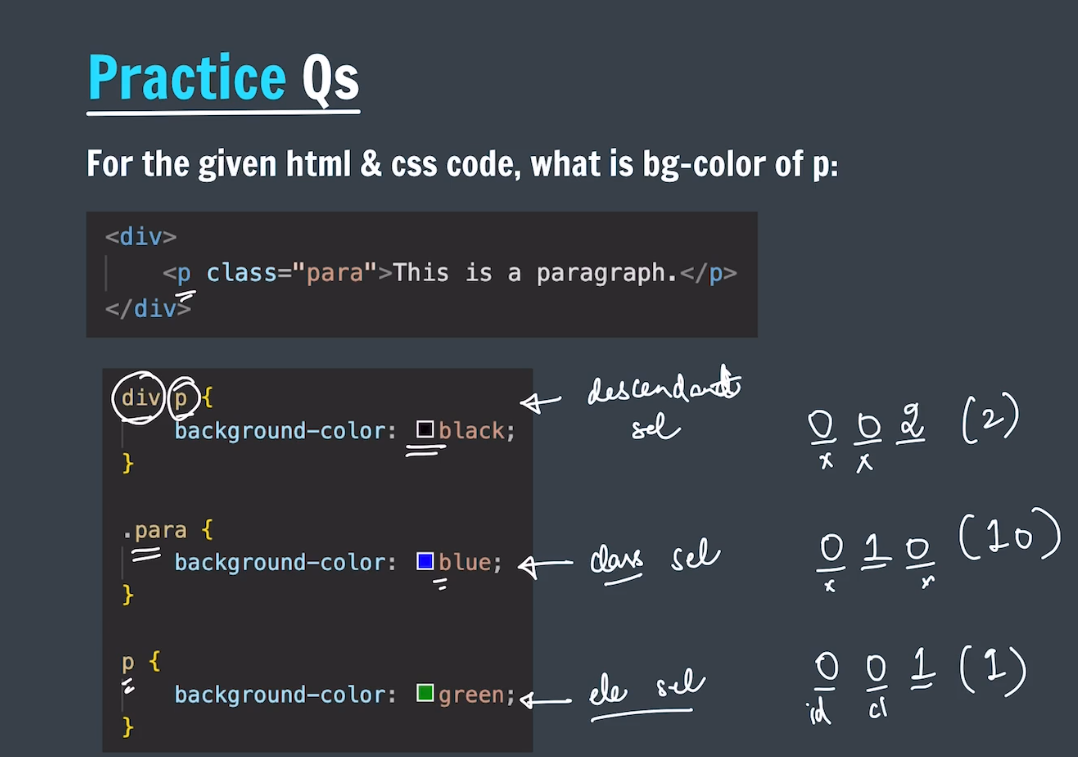 Practice Qs
For the given html & css code, what is bg-color of p:
<div>
<p class="para">This is a paragraph.</p>
</div>
div p {
background-color: black;
}
descendants
sel
0 0 2 (2)
x x
.para {
background-color: blue;
}
class sel
0 1 0 (10)
x x
p {
background-color: green;
}
ele sel
0 0 1 (1)
id cl